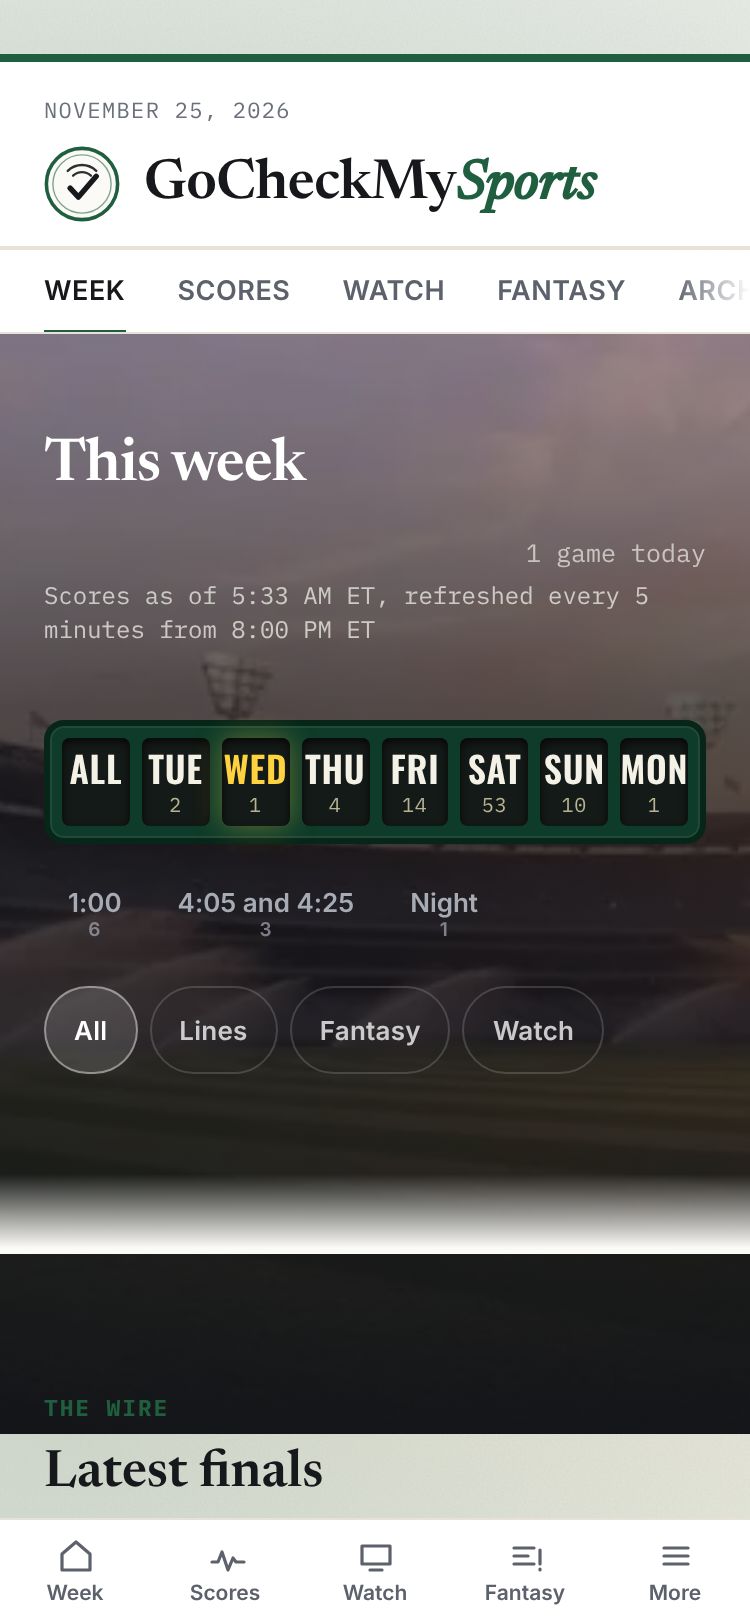 NOVEMBER 25, 2026
GoCheckMySports
WEEK SCORES WATCH FANTASY
This week
1 game today
Scores as of 5:33 AM ET, refreshed every 5
minutes from 8:00 PM ET
ALL TUE WED THU FRI SAT SUN MON
2 1 4 14 53 10 1
1:00 4:05 and 4:25 Night
6 3 1
All Lines Fantasy Watch
THE WIRE
Latest finals
Week Scores Watch Fantasy More